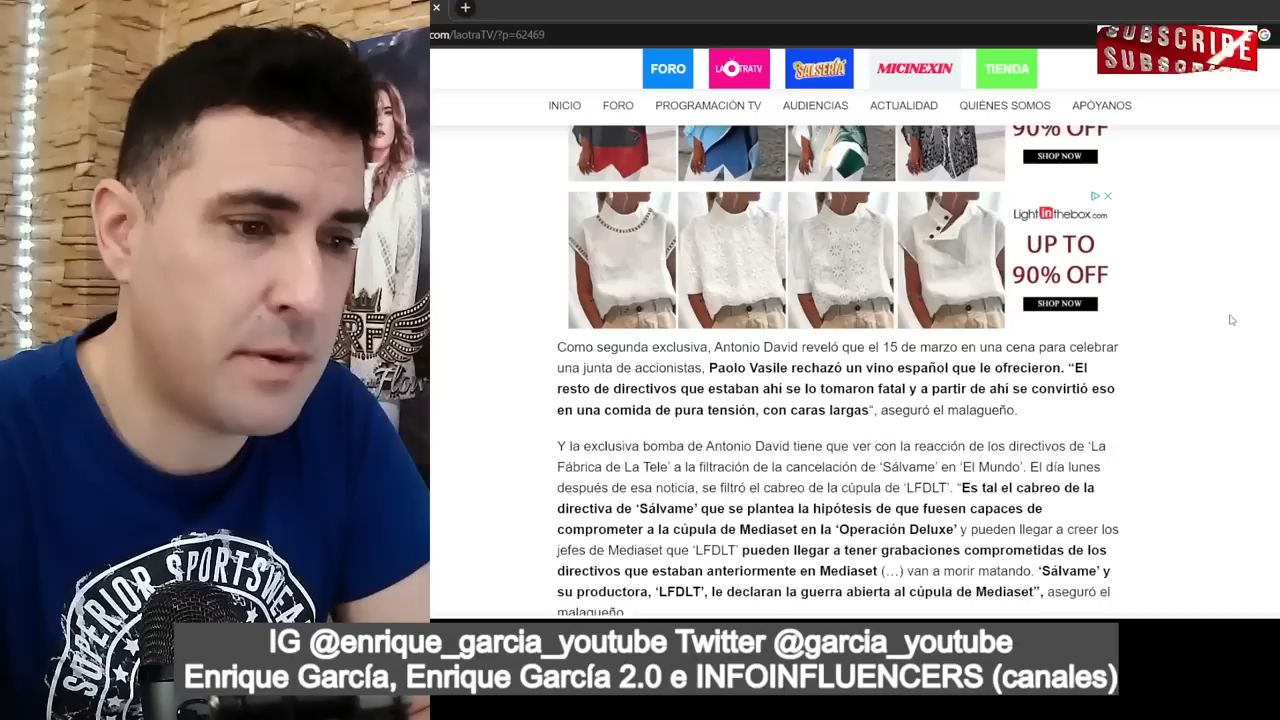 com/laotraTV/?p=62469
SUBSCRIBE
SUBSCRIBE
FORO
LAOTRATV
SALSERÍA
MICINEXIN
TIENDA
INICIO FORO PROGRAMACIÓN TV AUDIENCIAS ACTUALIDAD QUIÉNES SOMOS APÓYANOS
90% OFF
SHOP NOW
Lightinthebox.com
UP TO
90% OFF
SHOP NOW
Como segunda exclusiva, Antonio David reveló que el 15 de marzo en una cena para celebrar
una junta de accionistas, Paolo Vasile rechazó un vino español que le ofrecieron. “El
resto de directivos que estaban ahí se lo tomaron fatal y a partir de ahí se convirtió eso
en una comida de pura tensión, con caras largas“, aseguró el malagueño.
Y la exclusiva bomba de Antonio David tiene que ver con la reacción de los directivos de ‘La
Fábrica de La Tele’ a la filtración de la cancelación de ‘Sálvame’ en ‘El Mundo’. El día lunes
después de esa noticia, se filtró el cabreo de la cúpula de ‘LFDLT’. “Es tal el cabreo de la
directiva de ‘Sálvame’ que se plantea la hipótesis de que fuesen capaces de
comprometer a la cúpula de Mediaset en la ‘Operación Deluxe’ y pueden llegar a creer los
jefes de Mediaset que ‘LFDLT’ pueden llegar a tener grabaciones comprometidas de los
directivos que estaban anteriormente en Mediaset (…) van a morir matando. ‘Sálvame’ y
su productora, ‘LFDLT’, le declaran la guerra abierta al cúpula de Mediaset”, aseguró el
malagueño.
RF
Flow
SUPERIOR SPORTSWEA
IG @enrique_garcia_youtube Twitter @garcia_youtube
Enrique García, Enrique García 2.0 e INFOINFLUENCERS (canales)